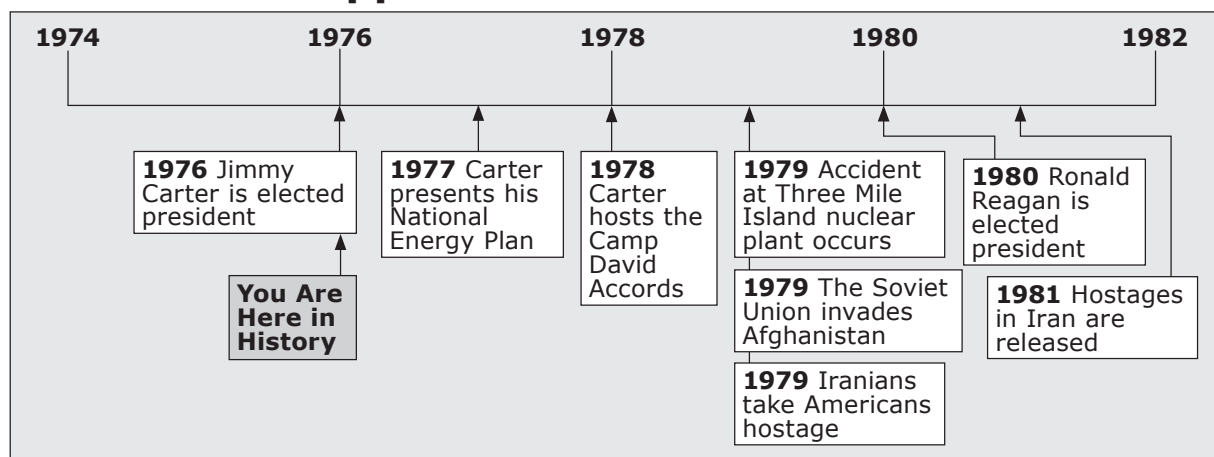 1974 1976 1978 1980 1982
1976 Jimmy
Carter is elected
president
1977 Carter
presents his
National
Energy Plan
1978
Carter
hosts the
Camp
David
Accords
1979 Accident
at Three Mile
Island nuclear
plant occurs
1980 Ronald
Reagan is
elected
president
You Are
Here in
History
1979 The Soviet
Union invades
Afghanistan
1981 Hostages
in Iran are
released
1979 Iranians
take Americans
hostage